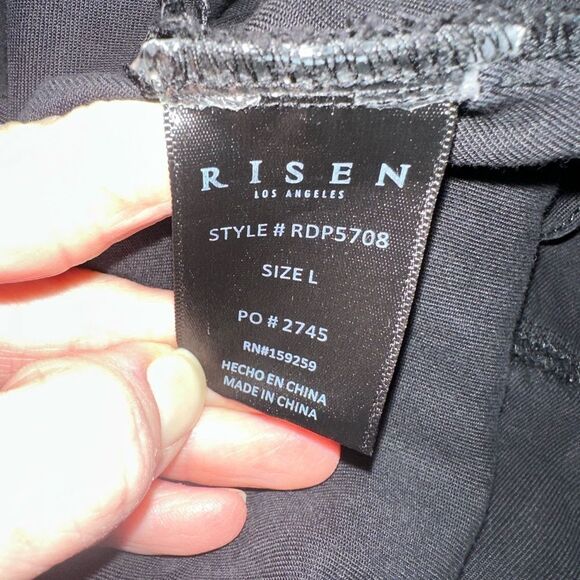 RISEN
LOS ANGELES
STYLE # RDP5708
SIZE L
PO # 2745
RN#159259
HECHO EN CHINA
MADE IN CHINA